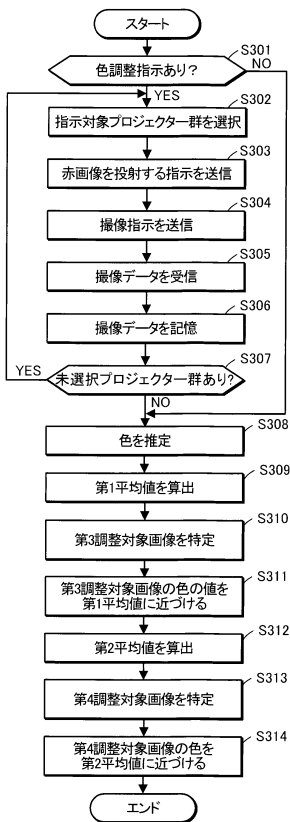 スタート
S301
色調整指示あり?
NO
YES
S302
指示対象プロジェクター群を選択
S303
赤画像を投射する指示を送信
S304
撮像指示を送信
S305
撮像データを受信
S306
撮像データを記憶
S307
YES
未選択プロジェクター群あり?
NO
S308
色を推定
S309
第1平均値を算出
S310
第3調整対象画像を特定
S311
第3調整対象画像の色の値を
第1平均値に近づける
S312
第2平均値を算出
S313
第4調整対象画像を特定
S314
第4調整対象画像の色を
第2平均値に近づける
エンド